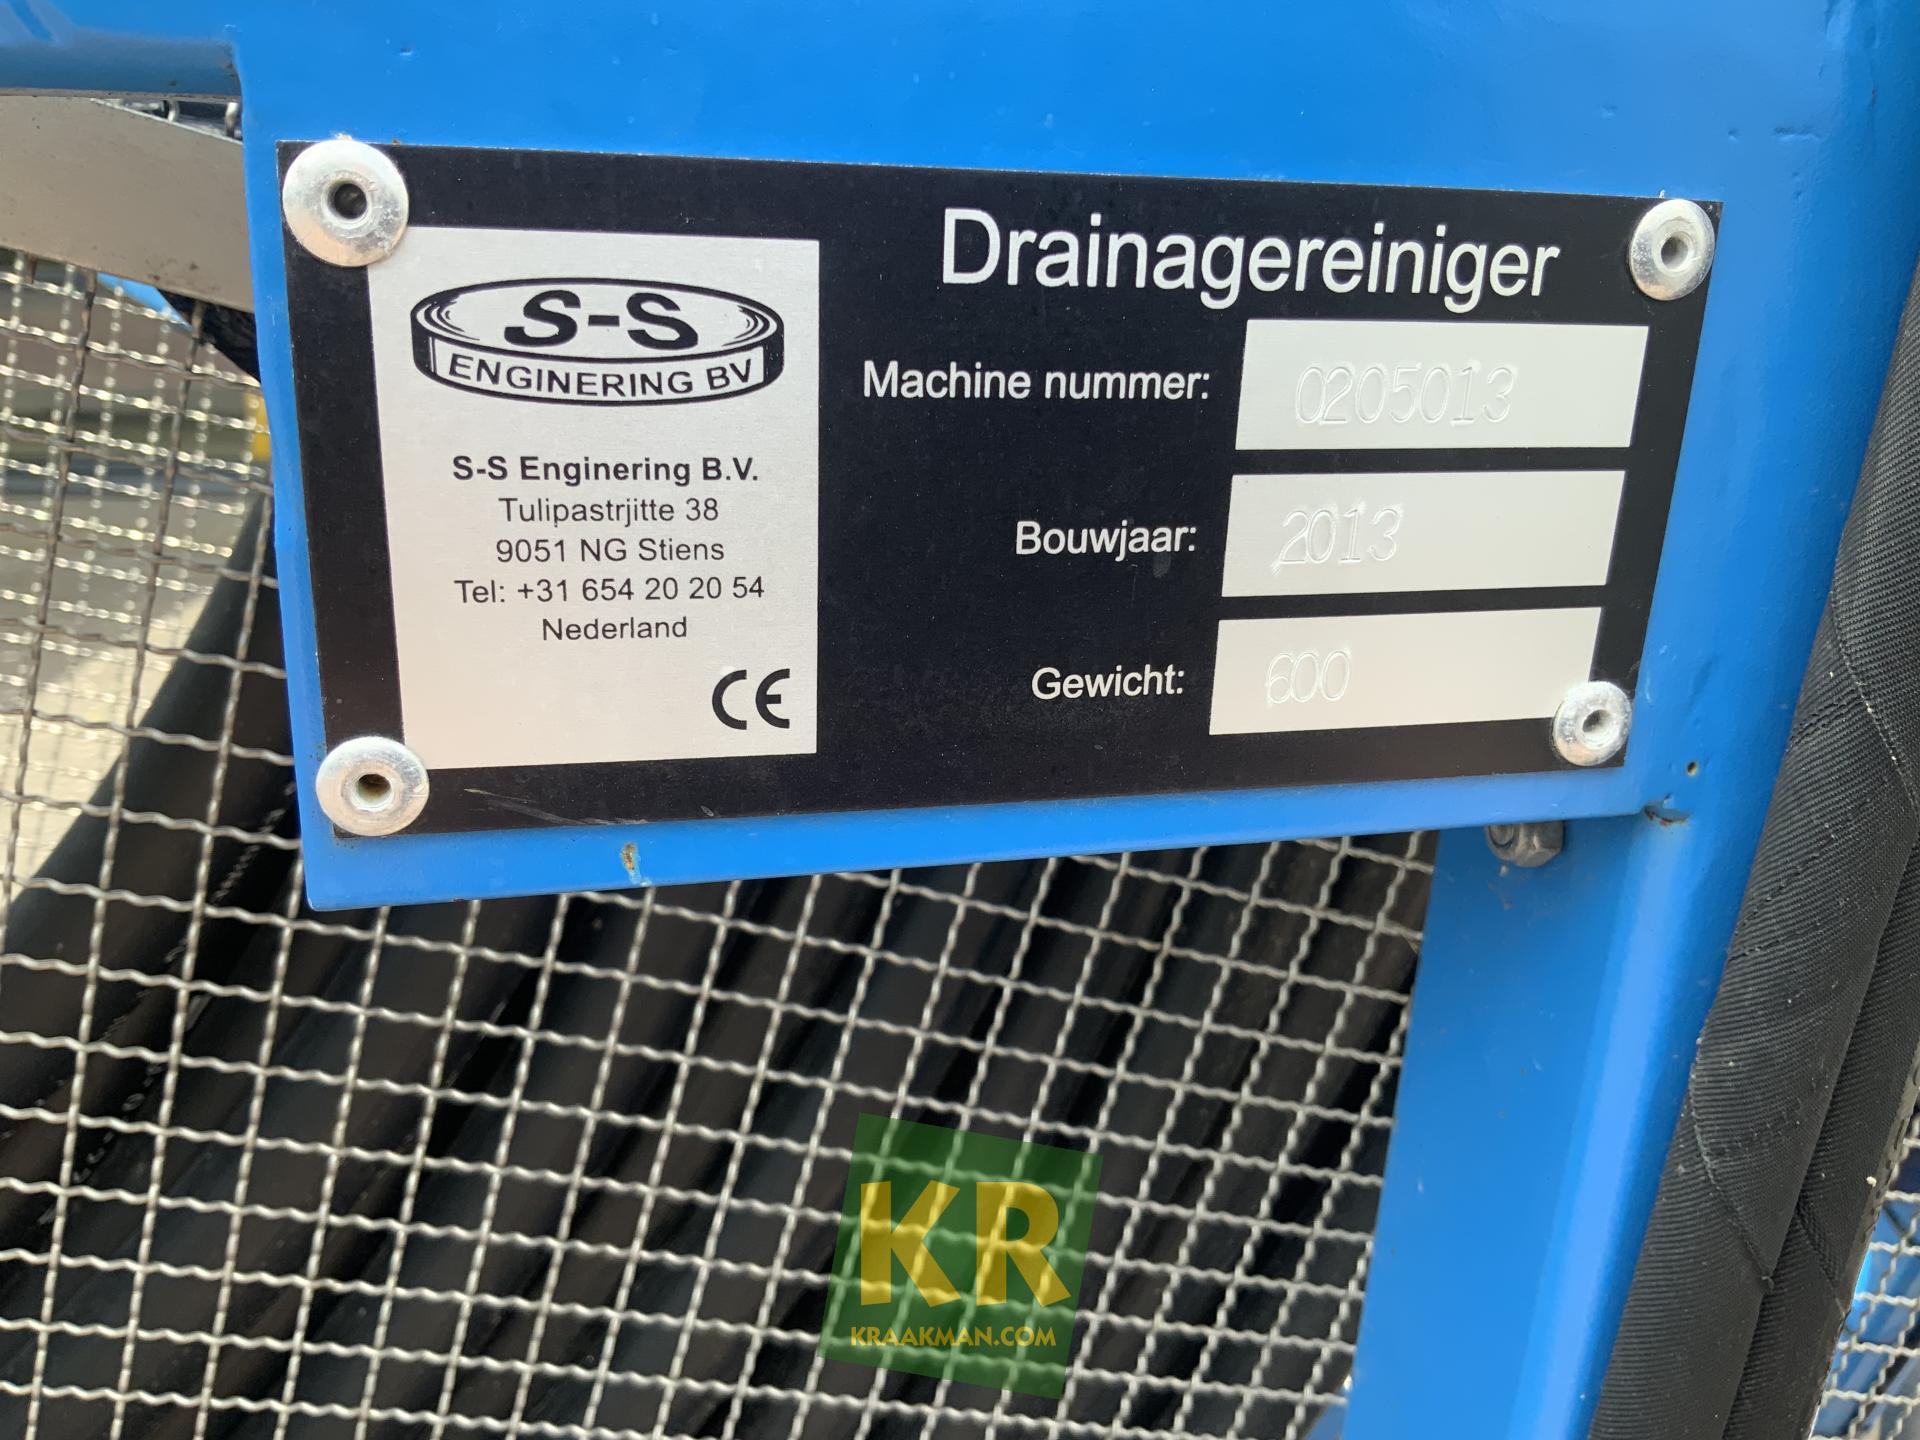 S-S
ENGINERING BV
S-S Enginering B.V.
Tulipastrjitte 38
9051 NG Stiens
Tel: +31 654 20 20 54
Nederland
CE
Drainagereiniger
Machine nummer: 0205013
Bouwjaar: 2013
Gewicht: 600
KR
KRAAKMAN.COM